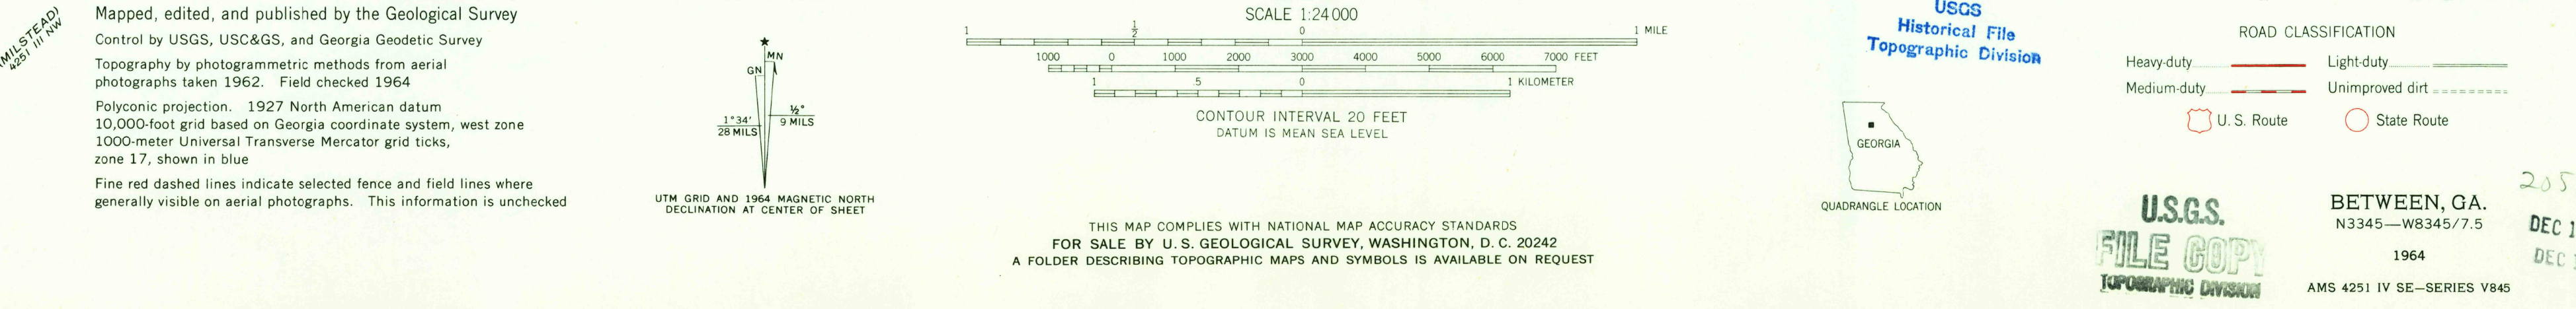 (MILSTEAD)
4251 III NW
Mapped, edited, and published by the Geological Survey
Control by USGS, USC&GS, and Georgia Geodetic Survey
Topography by photogrammetric methods from aerial
photographs taken 1962. Field checked 1964
Polyconic projection. 1927 North American datum
10,000-foot grid based on Georgia coordinate system, west zone
1000-meter Universal Transverse Mercator grid ticks,
zone 17, shown in blue
Fine red dashed lines indicate selected fence and field lines where
generally visible on aerial photographs. This information is unchecked
★
MN
GN
1°34′
28 MILS
½°
9 MILS
UTM GRID AND 1964 MAGNETIC NORTH
DECLINATION AT CENTER OF SHEET
SCALE 1:24000
1 ½ 0 1 MILE
1000 0 1000 2000 3000 4000 5000 6000 7000 FEET
1 .5 0 1 KILOMETER
CONTOUR INTERVAL 20 FEET
DATUM IS MEAN SEA LEVEL
THIS MAP COMPLIES WITH NATIONAL MAP ACCURACY STANDARDS
FOR SALE BY U.S. GEOLOGICAL SURVEY, WASHINGTON, D. C. 20242
A FOLDER DESCRIBING TOPOGRAPHIC MAPS AND SYMBOLS IS AVAILABLE ON REQUEST
USGS
Historical File
Topographic Division
GEORGIA
QUADRANGLE LOCATION
ROAD CLASSIFICATION
Heavy-duty Light-duty
Medium-duty Unimproved dirt
U. S. Route State Route
U.S.G.S.
FILE COPY
TOPOGRAPHIC DIVISION
205
BETWEEN, GA.
N3345—W8345/7.5
1964
AMS 4251 IV SE—SERIES V845
DEC 1
DEC